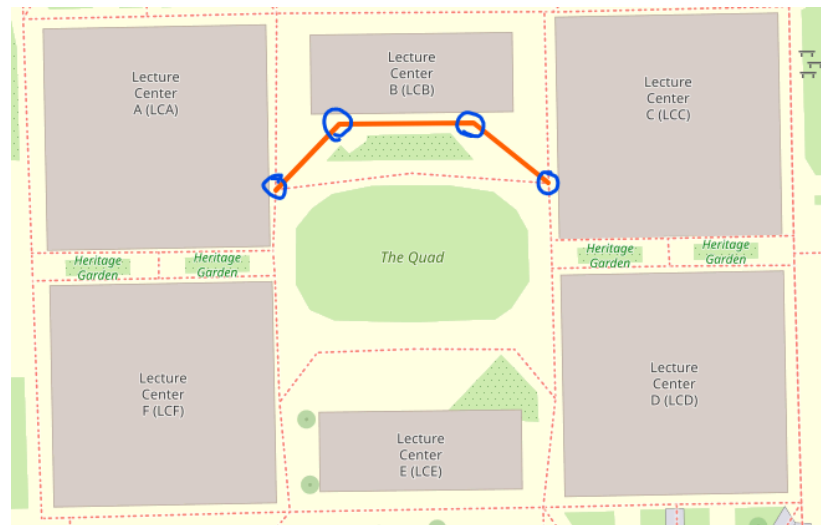 Lecture
Center
A (LCA)
Lecture
Center
B (LCB)
Lecture
Center
C (LCC)
Heritage
Garden
Heritage
Garden
The Quad
Heritage
Garden
Heritage
Garden
Lecture
Center
F (LCF)
Lecture
Center
E (LCE)
Lecture
Center
D (LCD)